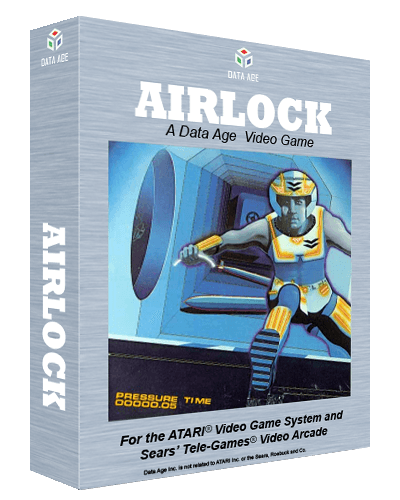 DATA AGE
AIRLOCK
DATA AGE
AIRLOCK
A Data Age Video Game
PRESSURE TIME
00000.05
For the ATARI® Video Game System and
Sears' Tele-Games® Video Arcade
Data Age Inc. is not related to ATARI Inc. or the Sears, Roebuck and Co.